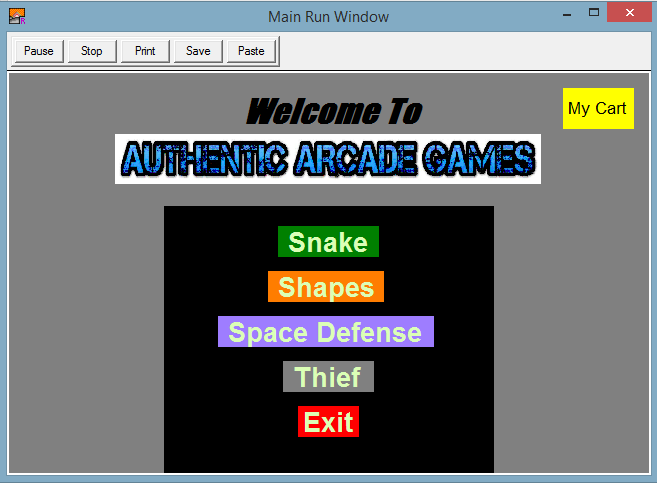 Main Run Window
Pause Stop Print Save Paste
Welcome To
My Cart
AUTHENTIC ARCADE GAMES
Snake
Shapes
Space Defense
Thief
Exit